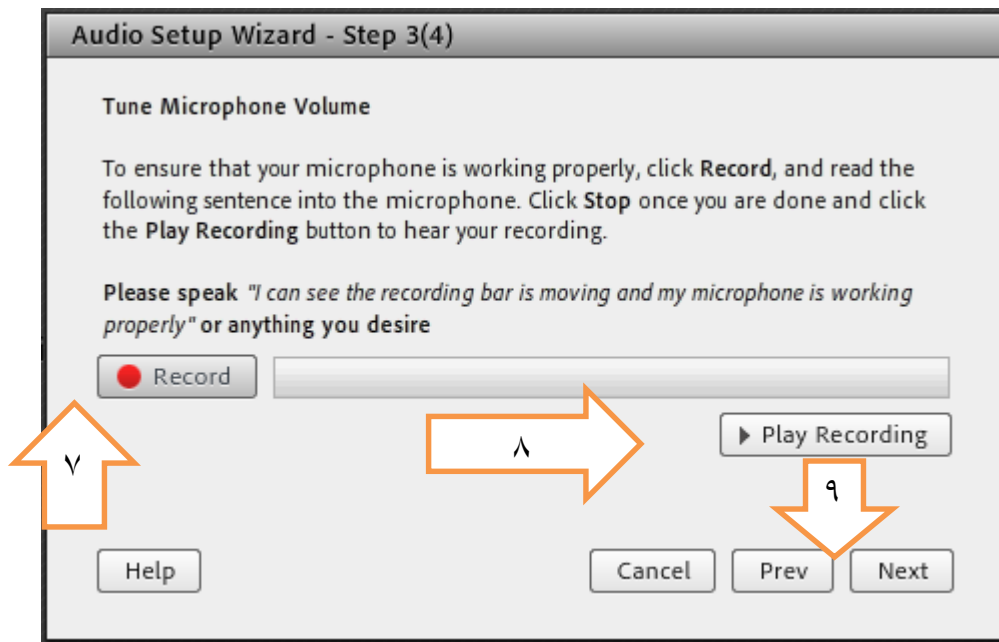 Audio Setup Wizard - Step 3(4)
Tune Microphone Volume
To ensure that your microphone is working properly, click Record, and read the
following sentence into the microphone. Click Stop once you are done and click
the Play Recording button to hear your recording.
Please speak "I can see the recording bar is moving and my microphone is working
properly" or anything you desire
Record
۷
۸
Play Recording
۹
Help
Cancel
Prev
Next